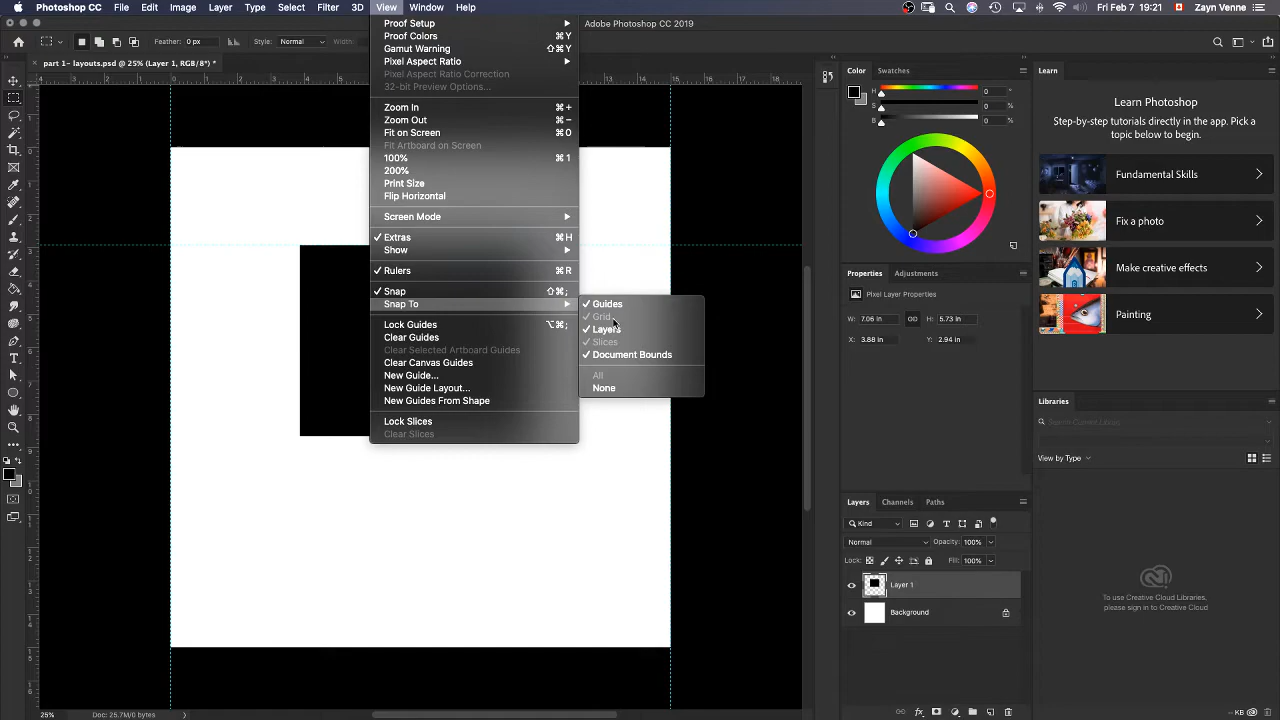 Photoshop CC File Edit Image Layer Type Select Filter 3D View Window Help Fri 7 Feb 19:21 Zayn Venne
Adobe Photoshop CC 2019
Feather: 0 px Style: Normal Width:
part 1- layouts.psd @ 25% (Layer 1, RGB/8*) *
Proof Setup
Proof Colors ⌘Y
Gamut Warning ⇧⌘Y
Pixel Aspect Ratio
Pixel Aspect Ratio Correction
32-bit Preview Options...
Zoom In ⌘+
Zoom Out ⌘−
Fit on Screen ⌘0
Fit Artboard on Screen
100% ⌘1
200%
Print Size
Flip Horizontal
Screen Mode
✓ Extras ⌘H
Show
✓ Rulers ⌘R
✓ Snap ⇧⌘;
Snap To
Lock Guides ⌥⌘;
Clear Guides
Clear Selected Artboard Guides
Clear Canvas Guides
New Guide...
New Guide Layout...
New Guides From Shape
Lock Slices
Clear Slices
✓ Guides
✓ Grid
✓ Layers
✓ Slices
✓ Document Bounds
All
None
Color Swatches
H 0 °
S 0 %
B 0 %
Properties Adjustments
Pixel Layer Properties
W: 7.06 in H: 5.73 in
X: 3.88 in Y: 2.94 in
Layers Channels Paths
Kind
Normal Opacity: 100%
Lock: Fill: 100%
Layer 1
Background
Learn
Learn Photoshop
Step-by-step tutorials directly in the app. Pick a
topic below to begin.
Fundamental Skills
Fix a photo
Make creative effects
Painting
Libraries
View by Type
To use Creative Cloud Libraries,
please sign in to Creative Cloud
-- KB
25% Doc: 25.7M/0 bytes